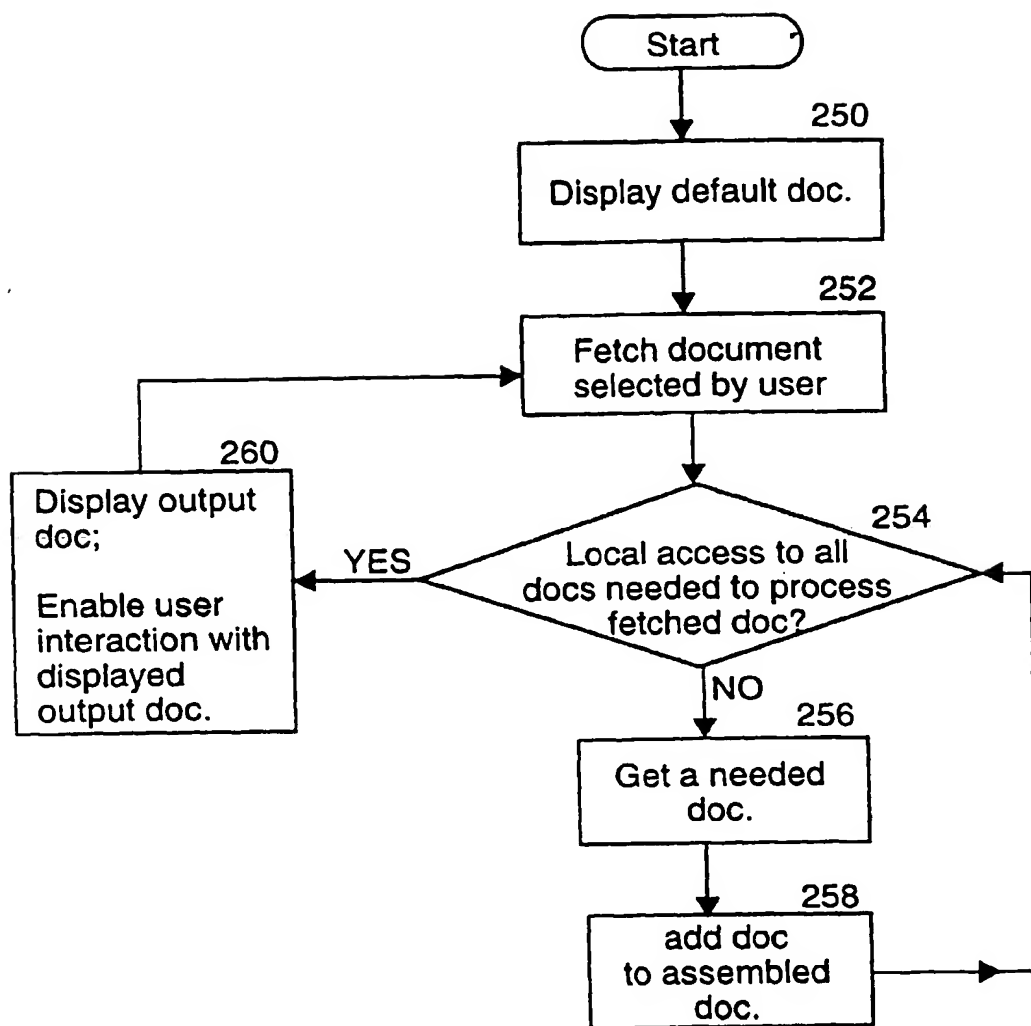 Start
250
Display default doc.
252
Fetch document
selected by user
260
Display output
doc;
Enable user
interaction with
displayed
output doc.
YES
254
Local access to all
docs needed to process
fetched doc?
NO
256
Get a needed
doc.
258
add doc
to assembled
doc.